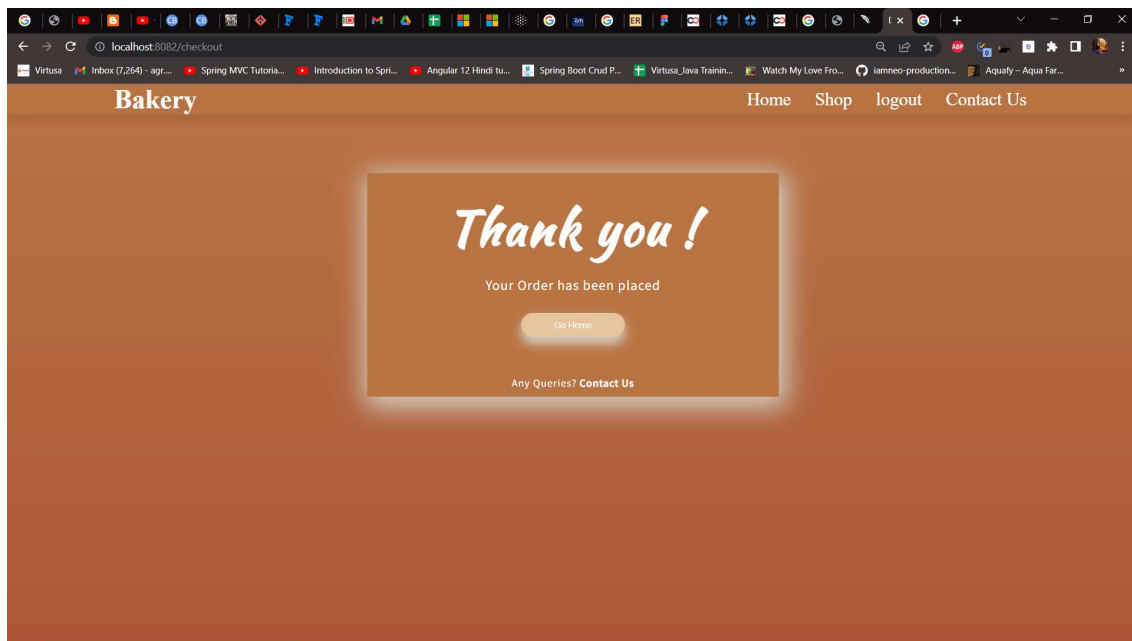 localhost:8082/checkout
Virtusa
Inbox (7,264) – agr....
Spring MVC Tutoria...
Introduction to Spri...
Angular 12 Hindi tu...
Spring Boot Crud P...
Virtusa_Java Trainin...
Watch My Love Fro...
iamneo-production...
Aquafy – Aqua Far...
»
Bakery
Home
Shop
logout
Contact Us
Thank you !
Your Order has been placed
Go Home
Any Queries? Contact Us